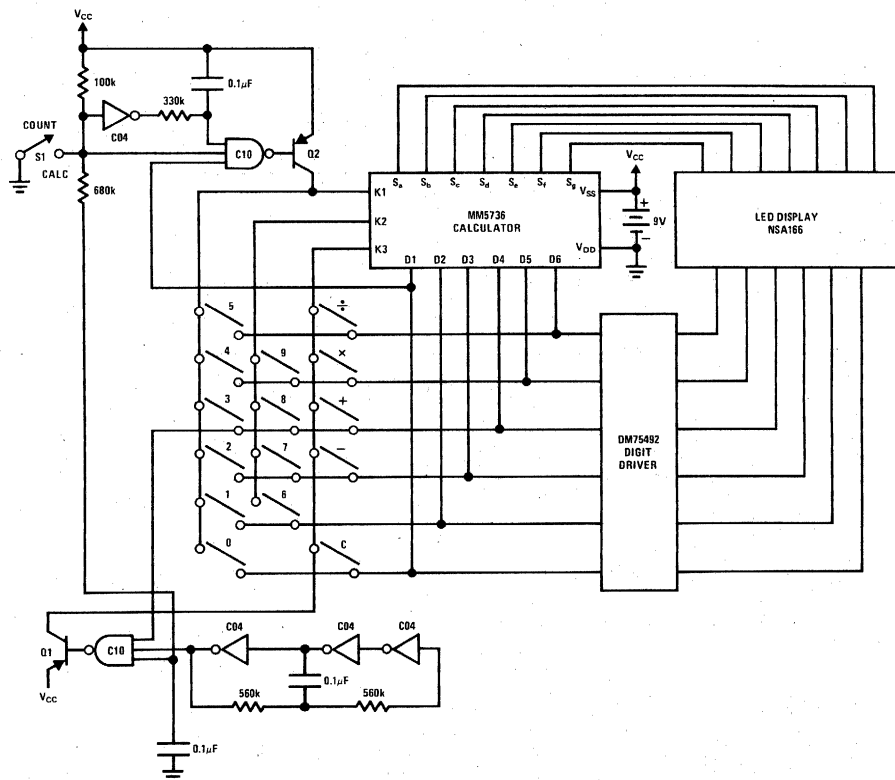 VCC
100k
0.1μF
330k
C04
COUNT
S1
CALC
C10
Q2
680k
Sa Sb Sc Sd Se Sf Sg
K1
K2
K3
MM5736
CALCULATOR
VSS
VDD
D1 D2 D3 D4 D5 D6
VCC
+
9V
−
LED DISPLAY
NSA166
5
÷
4
9
×
3
8
+
2
7
−
1
6
0
C
DM75492
DIGIT
DRIVER
Q1
C10
VCC
C04
C04
C04
0.1μF
560k
560k
0.1μF